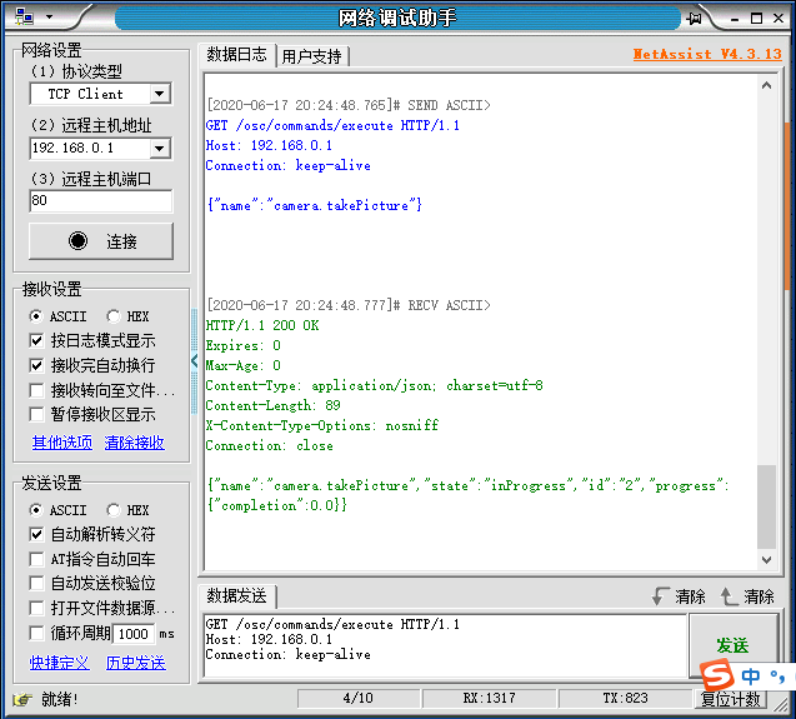 网络调试助手
网络设置
(1) 协议类型
TCP Client
(2) 远程主机地址
192.168.0.1
(3) 远程主机端口
80
连接
接收设置
ASCII HEX
按日志模式显示
接收完自动换行
接收转向至文件...
暂停接收区显示
其他选项 清除接收
发送设置
ASCII HEX
自动解析转义符
AT指令自动回车
自动发送校验位
打开文件数据源...
循环周期 1000 ms
快捷定义 历史发送
数据日志 用户支持 NetAssist V4.3.13
[2020-06-17 20:24:48.765]# SEND ASCII>
GET /osc/commands/execute HTTP/1.1
Host: 192.168.0.1
Connection: keep-alive
{"name":"camera.takePicture"}
[2020-06-17 20:24:48.777]# RECV ASCII>
HTTP/1.1 200 OK
Expires: 0
Max-Age: 0
Content-Type: application/json; charset=utf-8
Content-Length: 89
X-Content-Type-Options: nosniff
Connection: close
{"name":"camera.takePicture","state":"inProgress","id":"2","progress":
{"completion":0.0}}
数据发送 清除 清除
GET /osc/commands/execute HTTP/1.1
Host: 192.168.0.1
Connection: keep-alive
发送
S 中 °,
就绪! 4/10 RX:1317 TX:823 复位计数